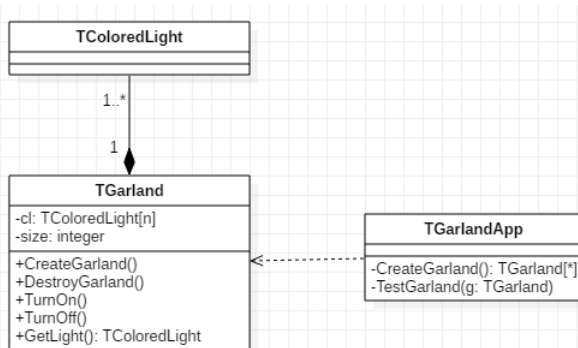 TColoredLight
1..*
1
TGarland
-cl: TColoredLight[n]
-size: integer
+CreateGarland()
+DestroyGarland()
+TurnOn()
+TurnOff()
+GetLight(): TColoredLight
TGarlandApp
-CreateGarland(): TGarland[*]
-TestGarland(g: TGarland)